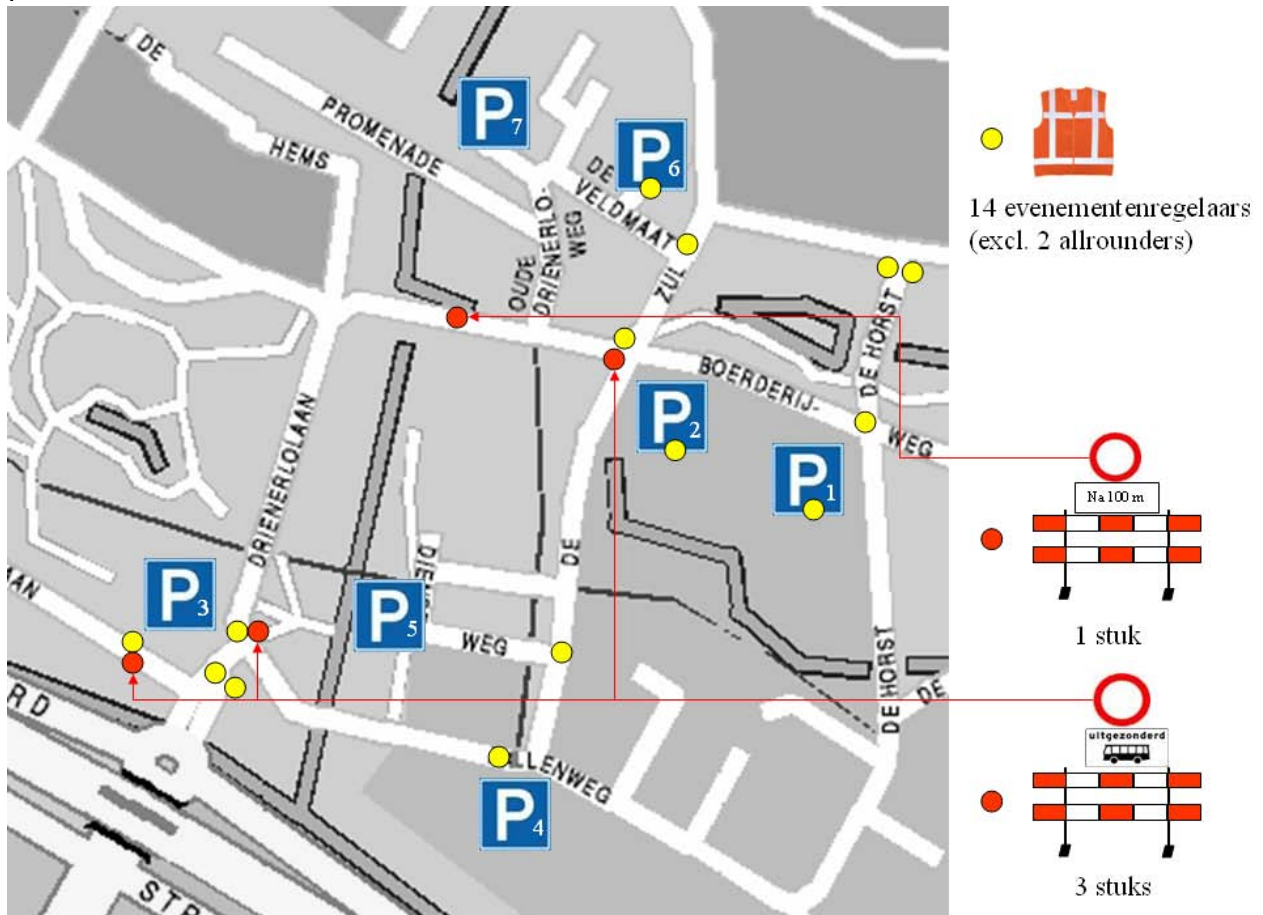 DE
HEMS
PROMENADE
P7
P6
DE
VELDMAAT
OUDE
DRIENERLO-
WEG
ZUL
DE HORST
BOERDERIJ-
WEG
P2
P1
DRIENERLOLAAN
DE
P3
P5
WEG
MAN
DE HORST
DE
RD
LLENWEG
P4
STR
14 evenementenregelaars
(excl. 2 allrounders)
Na 100 m
1 stuk
uitgezonderd
3 stuks